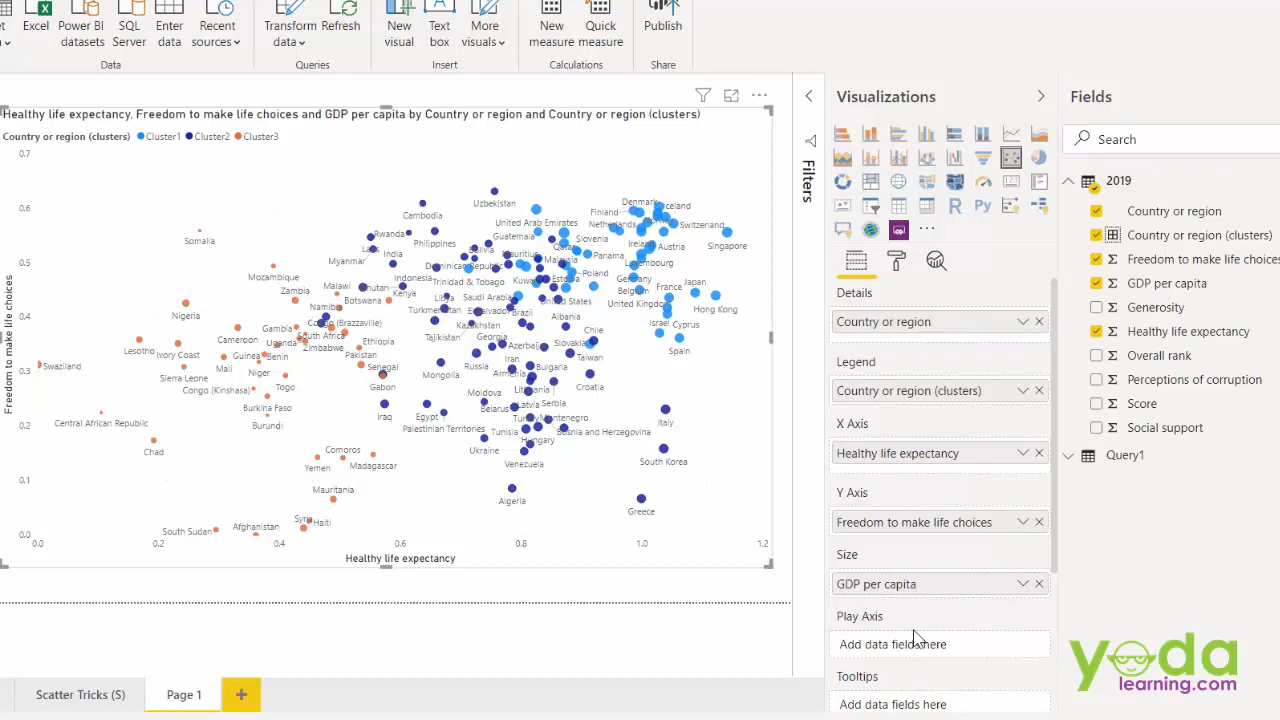 Excel
Power BI datasets
SQL Server
Enter data
Recent sources
Transform data
Refresh
New visual
Text box
More visuals
New measure
Quick measure
Publish
Data
Queries
Insert
Calculations
Share
Healthy life expectancy, Freedom to make life choices and GDP per capita by Country or region and Country or region (clusters)
Country or region (clusters) Cluster1 Cluster2 Cluster3
Freedom to make life choices
0.7
0.6
0.5
0.4
0.3
0.2
0.1
0.0
Uzbekistan
Cambodia
Somalia
Rwanda
Philippines
Guatemala
United Arab Emirates
Finland
Denmark
Iceland
Netherlands
Switzerland
Slovenia
Singapore
Ireland
Austria
Panama
Luxembourg
India
Myanmar
Mauritius
Malaysia
Mozambique
Indonesia
Dominican Republic
Trinidad & Tobago
Poland
Estonia
Germany
Belgium
France
Japan
Zambia
Malawi
Botswana
Kenya
Saudi Arabia
United States
United Kingdom
Hong Kong
Nigeria
Namibia
Turkmenistan
Brazil
Albania
Israel
Cyprus
Gambia
South Africa
Kazakhstan
Tajikistan
Georgia
Chile
Spain
Cameroon
Uganda
Zimbabwe
Ethiopia
Pakistan
Azerbaijan
Slovakia
Taiwan
Lesotho
Ivory Coast
Guinea
Benin
Iran
Swaziland
Mali
Niger
Senegal
Mongolia
Russia
Armenia
Bulgaria
Sierra Leone
Congo (Kinshasa)
Togo
Gabon
Moldova
Lithuania
Croatia
Burkina Faso
Burundi
Iraq
Egypt
Belarus
Latvia
Serbia
Central African Republic
Palestinian Territories
Tunisia
Montenegro
Bosnia and Herzegovina
Italy
Chad
Comoros
Ukraine
Hungary
Yemen
Madagascar
Venezuela
South Korea
Mauritania
Algeria
Greece
South Sudan
Afghanistan
Syria
Haiti
0.0 0.2 0.4 0.6 0.8 1.0 1.2
Healthy life expectancy
Scatter Tricks (S)
Page 1
+
Filters
Visualizations
R
Py
Details
Country or region
Legend
Country or region (clusters)
X Axis
Healthy life expectancy
Y Axis
Freedom to make life choices
Size
GDP per capita
Play Axis
Add data fields here
Tooltips
Add data fields here
Fields
Search
2019
Country or region
Country or region (clusters)
Freedom to make life choices
GDP per capita
Generosity
Healthy life expectancy
Overall rank
Perceptions of corruption
Score
Social support
Query1
yoda
learning.com